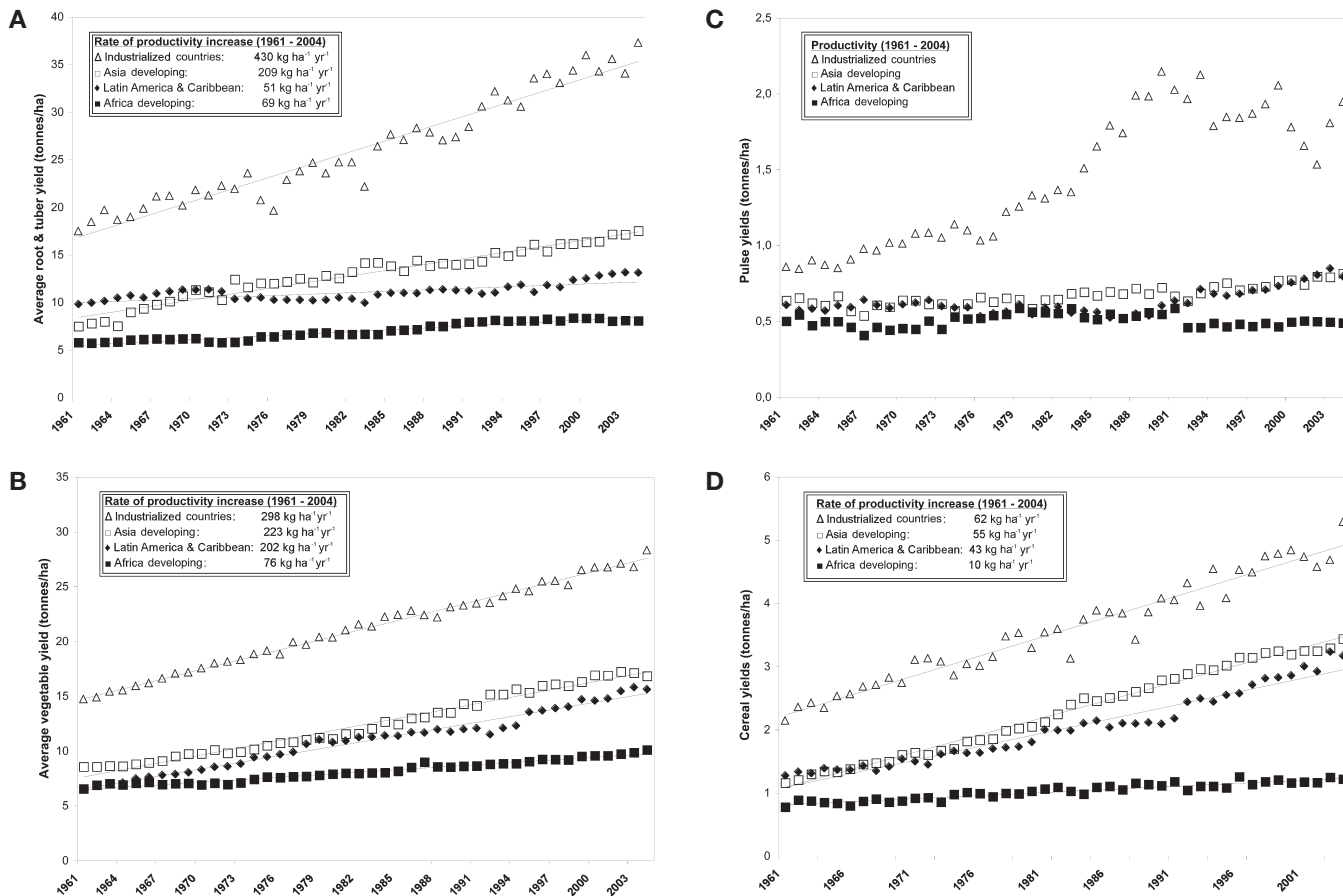 A
Average root & tuber yield (tonnes/ha)
40
35
30
25
20
15
10
5
0
Rate of productivity increase (1961 - 2004)
△ Industrialized countries: 430 kg ha⁻¹ yr⁻¹
□ Asia developing: 209 kg ha⁻¹ yr⁻¹
♦ Latin America & Caribbean: 51 kg ha⁻¹ yr⁻¹
■ Africa developing: 69 kg ha⁻¹ yr⁻¹
1961 1964 1967 1970 1973 1976 1979 1982 1985 1988 1991 1994 1997 2000 2003
C
Pulse yields (tonnes/ha)
2,5
2,0
1,5
1,0
0,5
0,0
Productivity (1961 - 2004)
△ Industrialized countries
□ Asia developing
♦ Latin America & Caribbean
■ Africa developing
1961 1964 1967 1970 1973 1976 1979 1982 1985 1988 1991 1994 1997 2000 2003
B
Average vegetable yield (tonnes/ha)
35
30
25
20
15
10
5
0
Rate of productivity increase (1961 - 2004)
△ Industrialized countries: 298 kg ha⁻¹yr⁻¹
□ Asia developing: 223 kg ha⁻¹yr⁻¹
♦ Latin America & Caribbean: 202 kg ha⁻¹yr⁻¹
■ Africa developing: 76 kg ha⁻¹yr⁻¹
1961 1964 1967 1970 1973 1976 1979 1982 1985 1988 1991 1994 1997 2000 2003
D
Cereal yields (tonnes/ha)
6
5
4
3
2
1
0
Rate of productivity increase (1961 - 2004)
△ Industrialized countries: 62 kg ha⁻¹ yr⁻¹
□ Asia developing: 55 kg ha⁻¹ yr⁻¹
♦ Latin America & Caribbean: 43 kg ha⁻¹ yr⁻¹
■ Africa developing: 10 kg ha⁻¹ yr⁻¹
1961 1966 1971 1976 1981 1986 1991 1996 2001